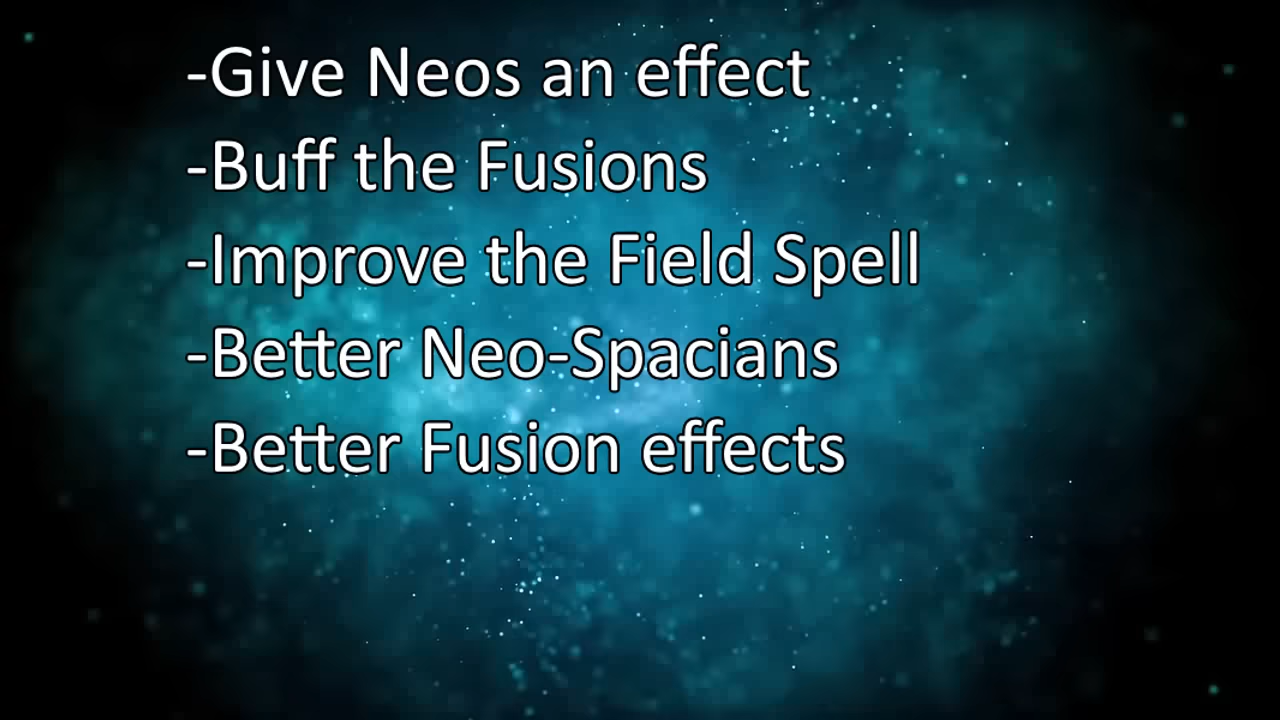 -Give Neos an effect
-Buff the Fusions
-Improve the Field Spell
-Better Neo-Spacians
-Better Fusion effects